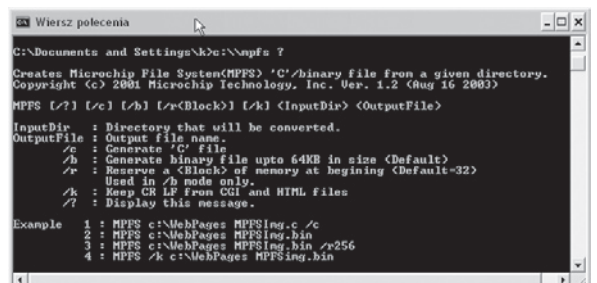 Wiersz polecenia
C:\Documents and Settings\k>c:\\mpfs ?
Creates Microchip File System(MPFS) 'C'/binary file from a given directory.
Copyright (c) 2001 Microchip Technology, Inc. Ver. 1.2 (Aug 16 2003)
MPFS [/?] [/c] [/b] [/r<Block>] [/k] <InputDir> <OutputFile>
InputDir : Directory that will be converted.
OutputFile : Output file name.
/c : Generate 'C' file
/b : Generate binary file upto 64KB in size <Default>
/r : Reserve a <Block> of memory at begining <Default=32>
Used in /b mode only.
/k : Keep CR LF from CGI and HTML files
/? : Display this message.
Example 1 : MPFS c:\WebPages MPFSImg.c /c
2 : MPFS c:\WebPages MPFSImg.bin
3 : MPFS c:\WebPages MPFSImg.bin /r256
4 : MPFS /k c:\WebPages MPFSimg.bin